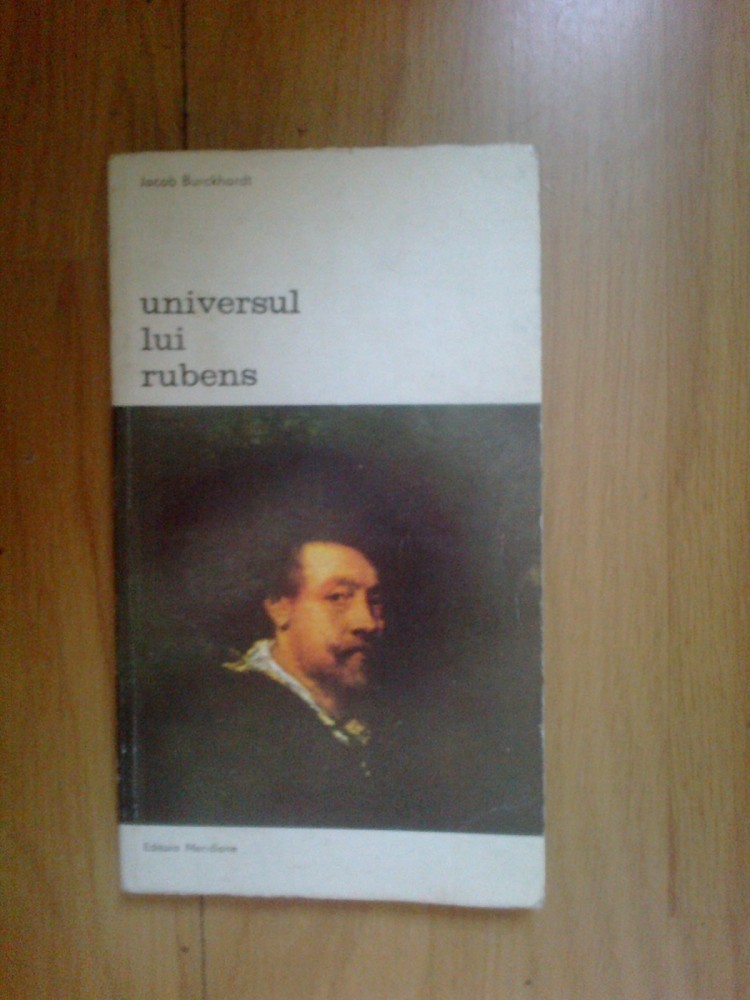 Jacob Burckhardt
universul
lui
rubens
Editura Meridiane